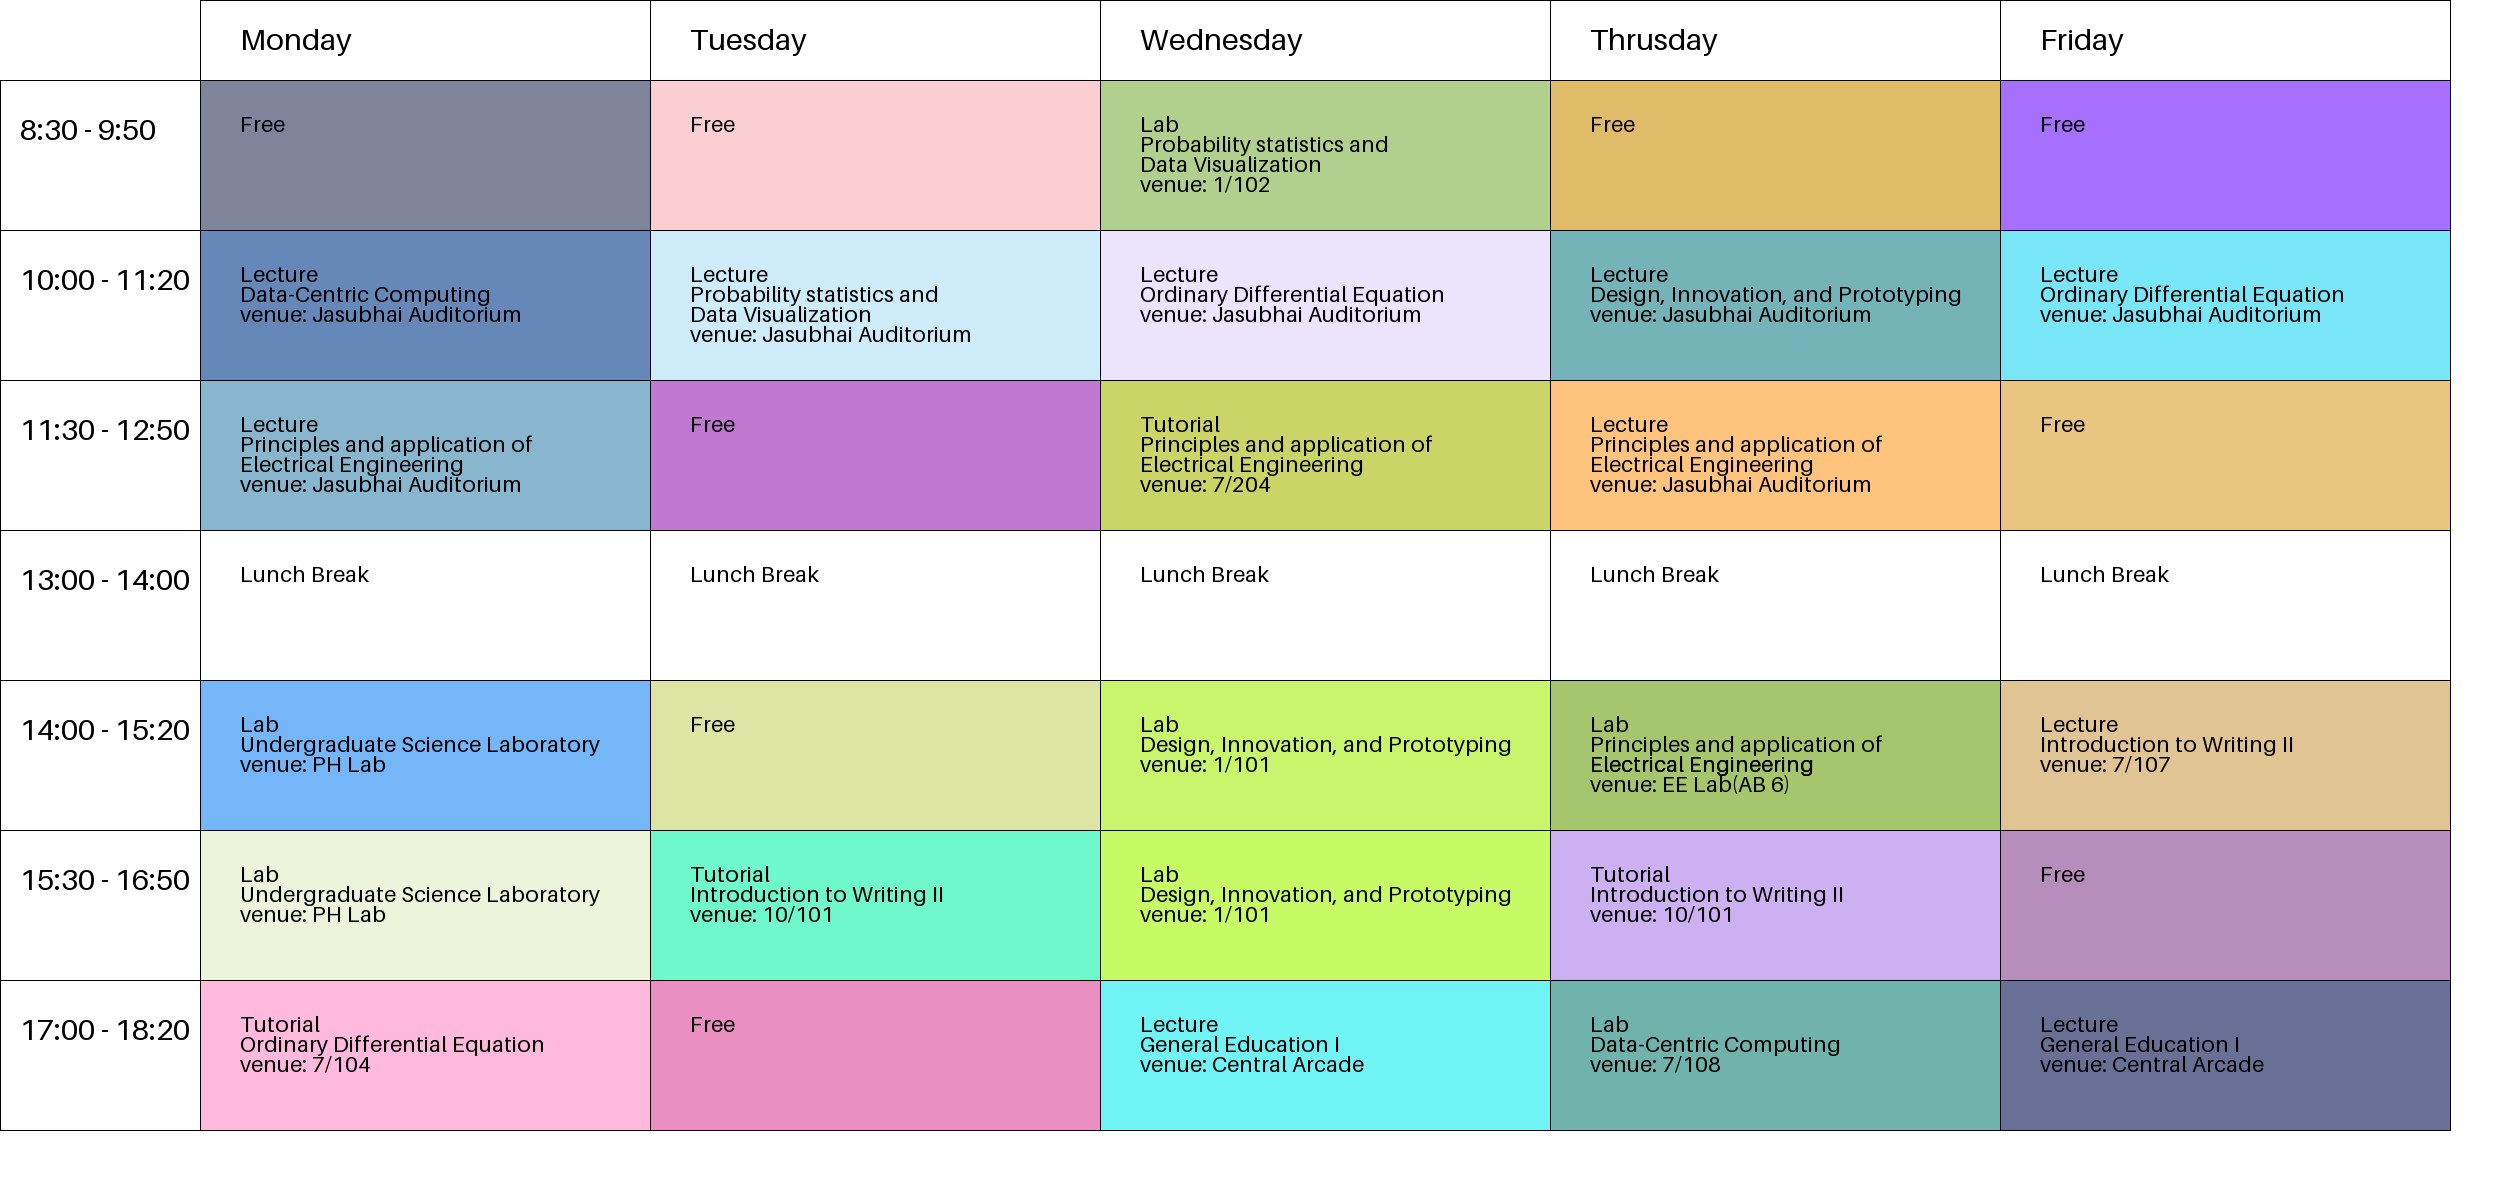 Monday
Tuesday
Wednesday
Thrusday
Friday
8:30 - 9:50
Free
Free
Lab
Probability statistics and
Data Visualization
venue: 1/102
Free
Free
10:00 - 11:20
Lecture
Data-Centric Computing
venue: Jasubhai Auditorium
Lecture
Probability statistics and
Data Visualization
venue: Jasubhai Auditorium
Lecture
Ordinary Differential Equation
venue: Jasubhai Auditorium
Lecture
Design, Innovation, and Prototyping
venue: Jasubhai Auditorium
Lecture
Ordinary Differential Equation
venue: Jasubhai Auditorium
11:30 - 12:50
Lecture
Principles and application of
Electrical Engineering
venue: Jasubhai Auditorium
Free
Tutorial
Principles and application of
Electrical Engineering
venue: 7/204
Lecture
Principles and application of
Electrical Engineering
venue: Jasubhai Auditorium
Free
13:00 - 14:00
Lunch Break
Lunch Break
Lunch Break
Lunch Break
Lunch Break
14:00 - 15:20
Lab
Undergraduate Science Laboratory
venue: PH Lab
Free
Lab
Design, Innovation, and Prototyping
venue: 1/101
Lab
Principles and application of
Electrical Engineering
venue: EE Lab(AB 6)
Lecture
Introduction to Writing II
venue: 7/107
15:30 - 16:50
Lab
Undergraduate Science Laboratory
venue: PH Lab
Tutorial
Introduction to Writing II
venue: 10/101
Lab
Design, Innovation, and Prototyping
venue: 1/101
Tutorial
Introduction to Writing II
venue: 10/101
Free
17:00 - 18:20
Tutorial
Ordinary Differential Equation
venue: 7/104
Free
Lecture
General Education I
venue: Central Arcade
Lab
Data-Centric Computing
venue: 7/108
Lecture
General Education I
venue: Central Arcade